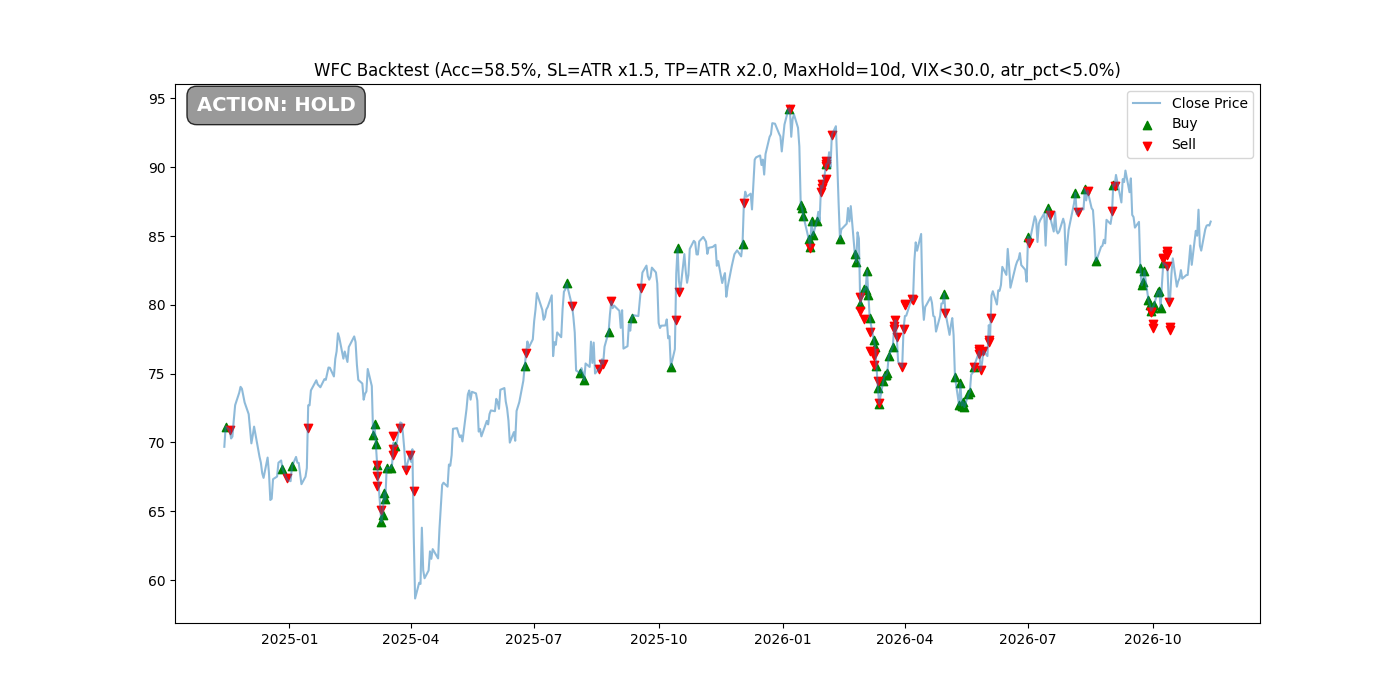 WFC Backtest (Acc=58.5%, SL=ATR x1.5, TP=ATR x2.0, MaxHold=10d, VIX<30.0, atr_pct<5.0%)
ACTION: HOLD
Close Price
Buy
Sell
95
90
85
80
75
70
65
60
2025-01 2025-04 2025-07 2025-10 2026-01 2026-04 2026-07 2026-10